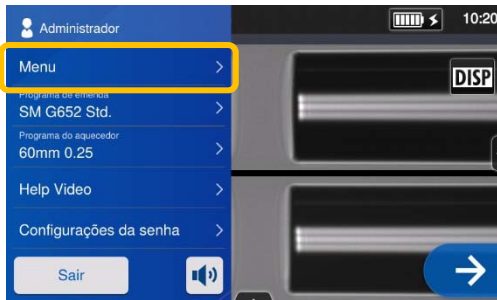 Administrador
10:20
Menu
DISP
Programa de emenda
SM G652 Std.
Programa do aquecedor
60mm 0.25
Help Video
Configurações da senha
Sair